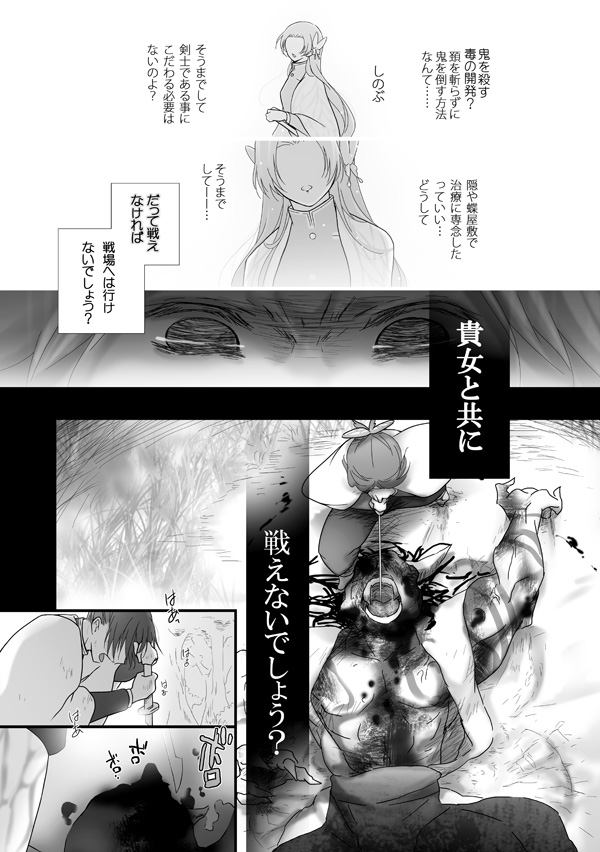 鬼を殺す
毒の開発?
頚を斬らずに
鬼を倒す方法
なんて……
しのぶ
そうまでして
剣士である事に
こだわる必要は
ないのよ?
隠や蝶屋敷で
治療に専念した
っていい…
どうして
そうまで
してーー…
だって戦え
なければ
戦場へは行け
ないでしょう?
貴女と共に
戦えないでしょう?
はぁ
はぁ
はぁ
はぁ
ドロ
ボロ